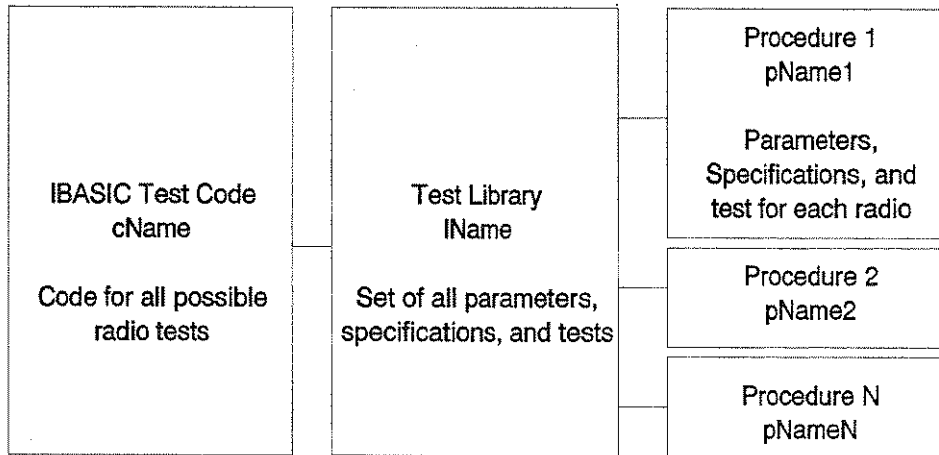 IBASIC Test Code
cName
Code for all possible
radio tests
Test Library
lName
Set of all parameters,
specifications, and tests
Procedure 1
pName1
Parameters,
Specifications, and
test for each radio
Procedure 2
pName2
Procedure N
pNameN